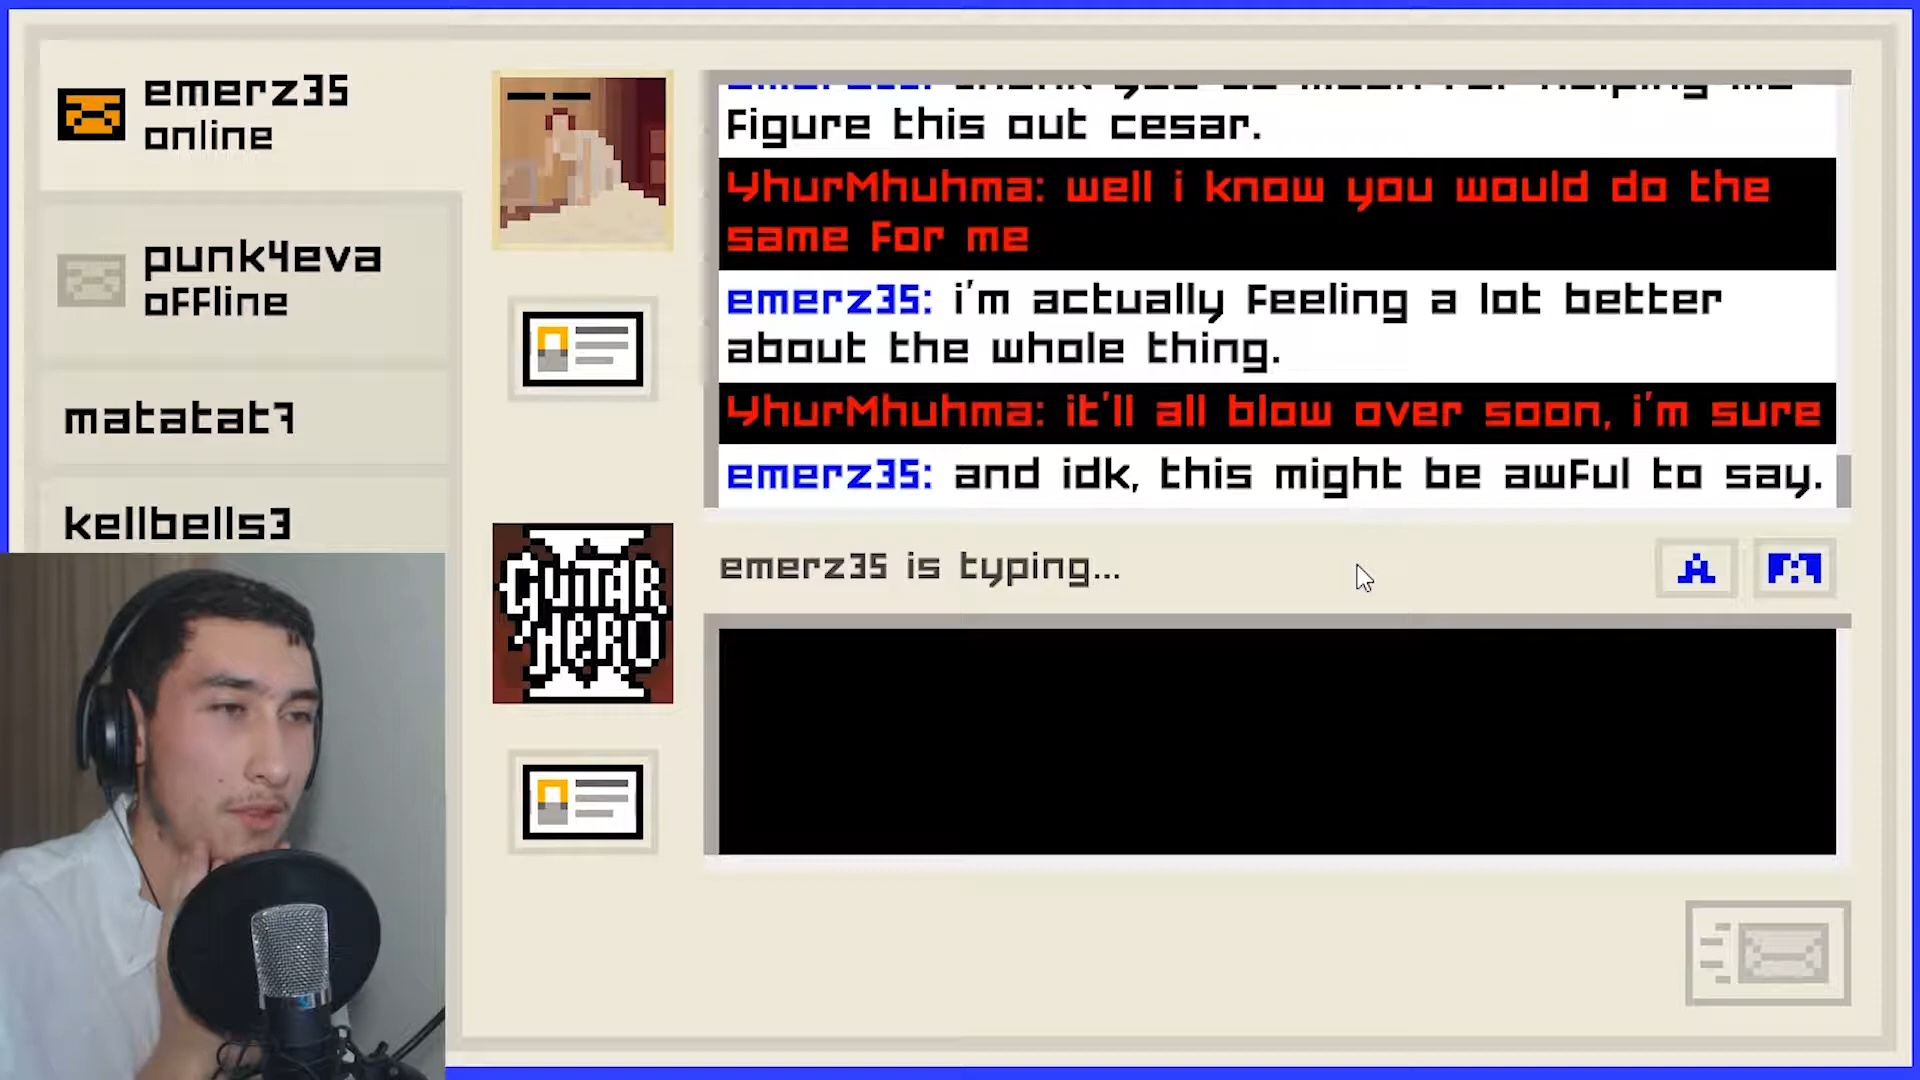 emerz35
online
punk4eva
offline
matatat7
kellbells3
figure this out cesar.
YhurMhuhma: well i know you would do the
same for me
emerz35: i'm actually feeling a lot better
about the whole thing.
YhurMhuhma: it'll all blow over soon, i'm sure
emerz35: and idk, this might be awful to say.
GUITAR
HERO
emerz35 is typing...
A